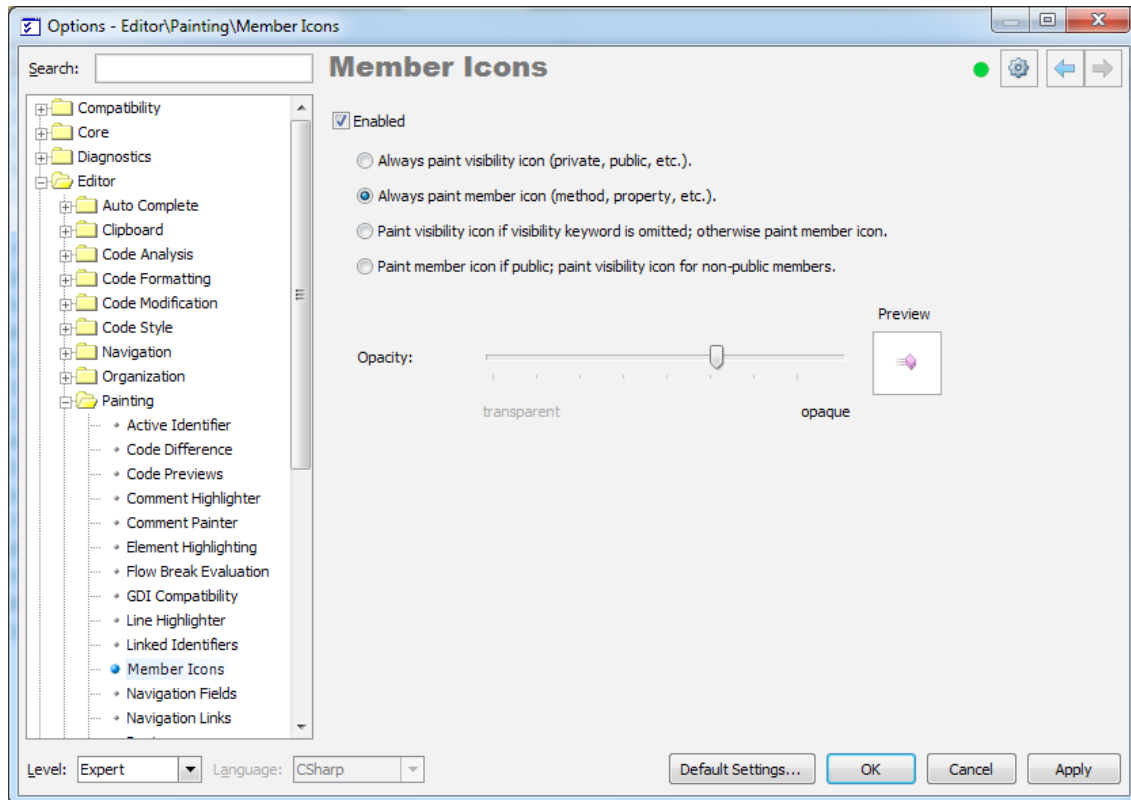 Options - Editor\Painting\Member Icons
Search:
Member Icons
Compatibility
Core
Diagnostics
Editor
Auto Complete
Clipboard
Code Analysis
Code Formatting
Code Modification
Code Style
Navigation
Organization
Painting
Active Identifier
Code Difference
Code Previews
Comment Highlighter
Comment Painter
Element Highlighting
Flow Break Evaluation
GDI Compatibility
Line Highlighter
Linked Identifiers
Member Icons
Navigation Fields
Navigation Links
Enabled
Always paint visibility icon (private, public, etc.).
Always paint member icon (method, property, etc.).
Paint visibility icon if visibility keyword is omitted; otherwise paint member icon.
Paint member icon if public; paint visibility icon for non-public members.
Preview
Opacity:
transparent opaque
Level: Expert Language: CSharp Default Settings... OK Cancel Apply